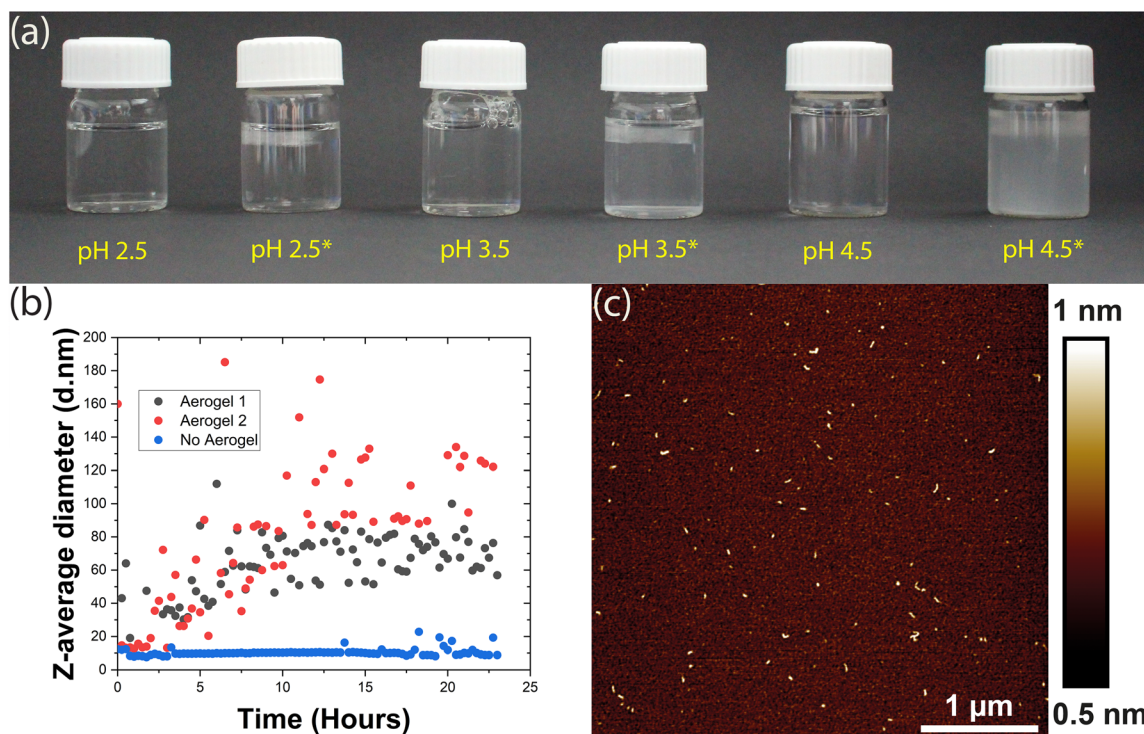 (a)
pH 2.5
pH 2.5*
pH 3.5
pH 3.5*
pH 4.5
pH 4.5*
(b)
Z-average diameter (d.nm)
200
180
160
140
120
100
80
60
40
20
10
0
Aerogel 1
Aerogel 2
No Aerogel
0
5
10
15
20
25
Time (Hours)
(c)
1 µm
1 nm
0.5 nm